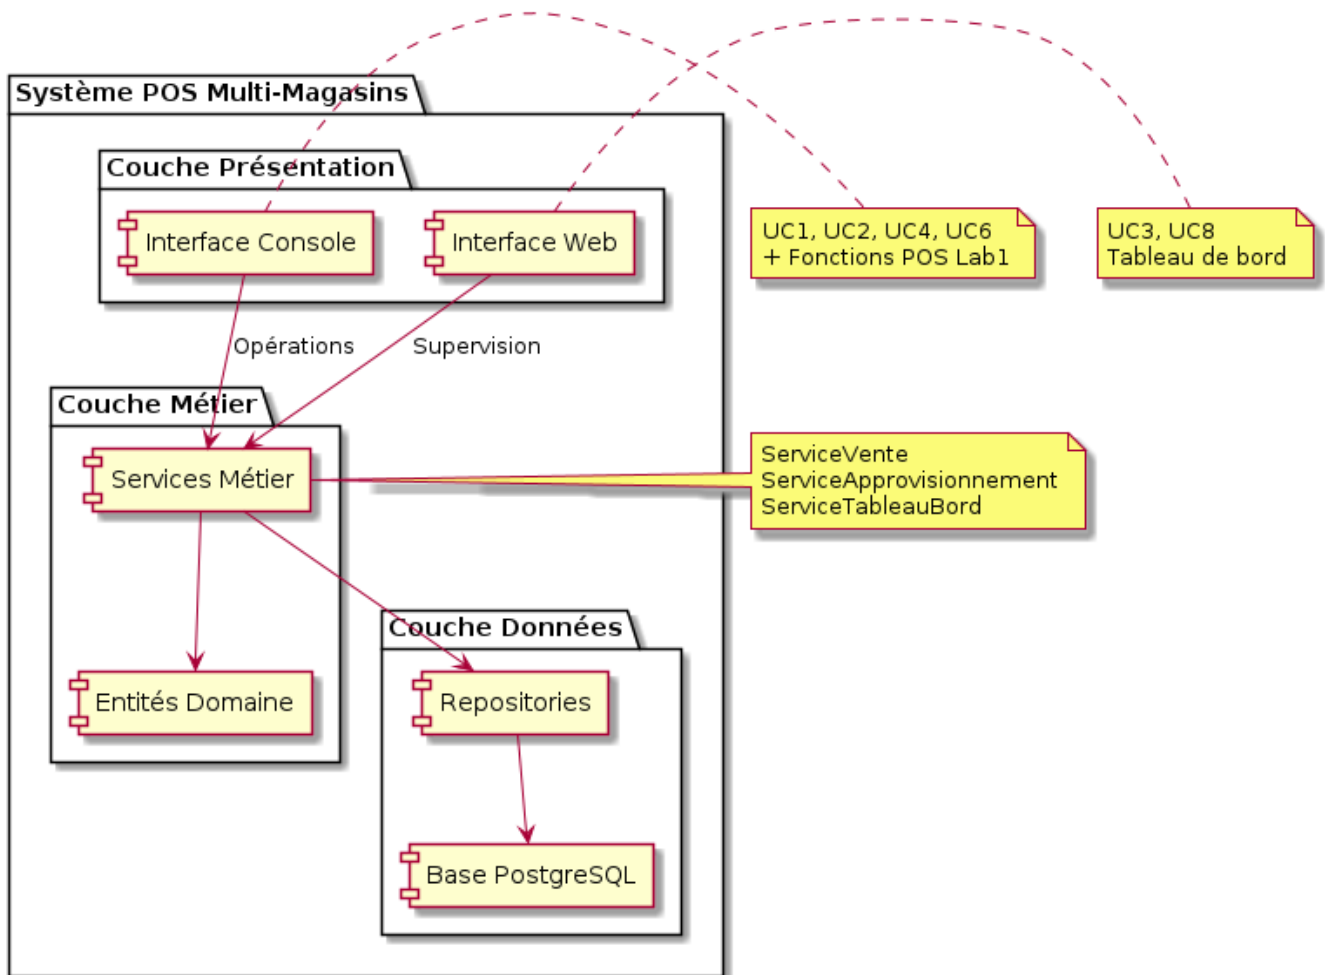 Système POS Multi-Magasins
Couche Présentation
Interface Console
Interface Web
UC1, UC2, UC4, UC6
+ Fonctions POS Lab1
UC3, UC8
Tableau de bord
Opérations
Supervision
Couche Métier
Services Métier
ServiceVente
ServiceApprovisionnement
ServiceTableauBord
Couche Données
Entités Domaine
Repositories
Base PostgreSQL